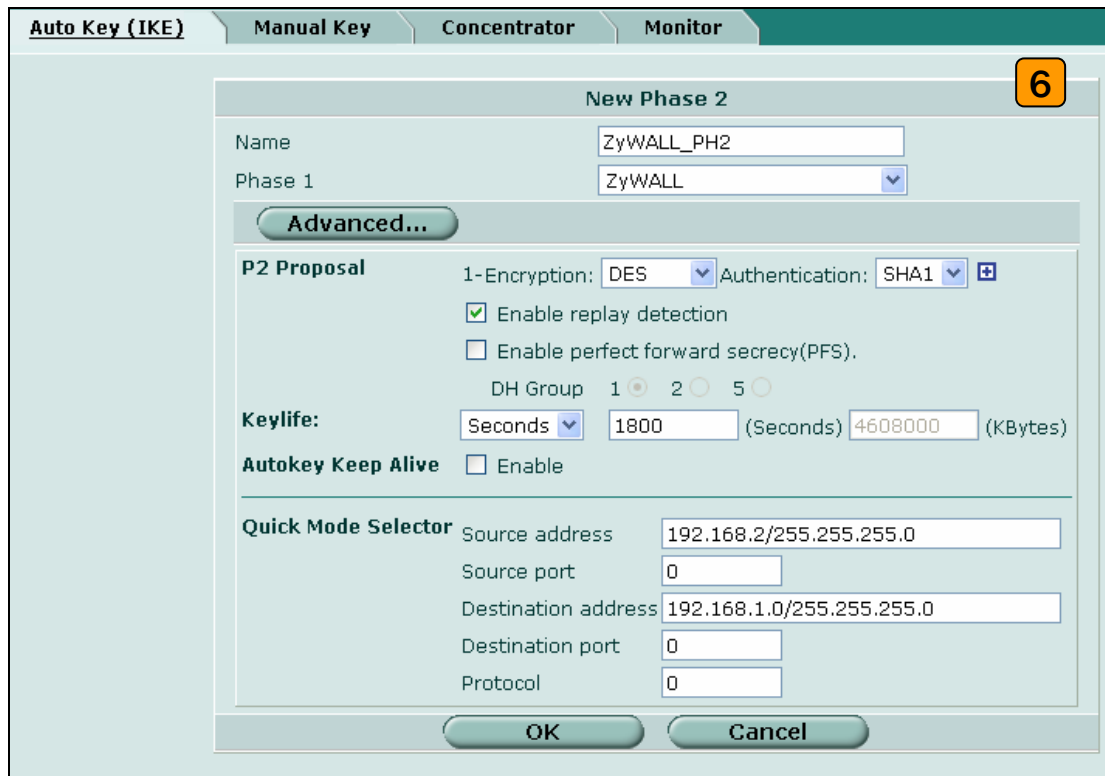 Auto Key (IKE) Manual Key Concentrator Monitor
6
New Phase 2
Name ZyWALL_PH2
Phase 1 ZyWALL
Advanced...
P2 Proposal 1-Encryption: DES Authentication: SHA1
Enable replay detection
Enable perfect forward secrecy(PFS).
DH Group 1 2 5
Keylife: Seconds 1800 (Seconds) 4608000 (KBytes)
Autokey Keep Alive Enable
Quick Mode Selector Source address 192.168.2/255.255.255.0
Source port 0
Destination address 192.168.1.0/255.255.255.0
Destination port 0
Protocol 0
OK Cancel